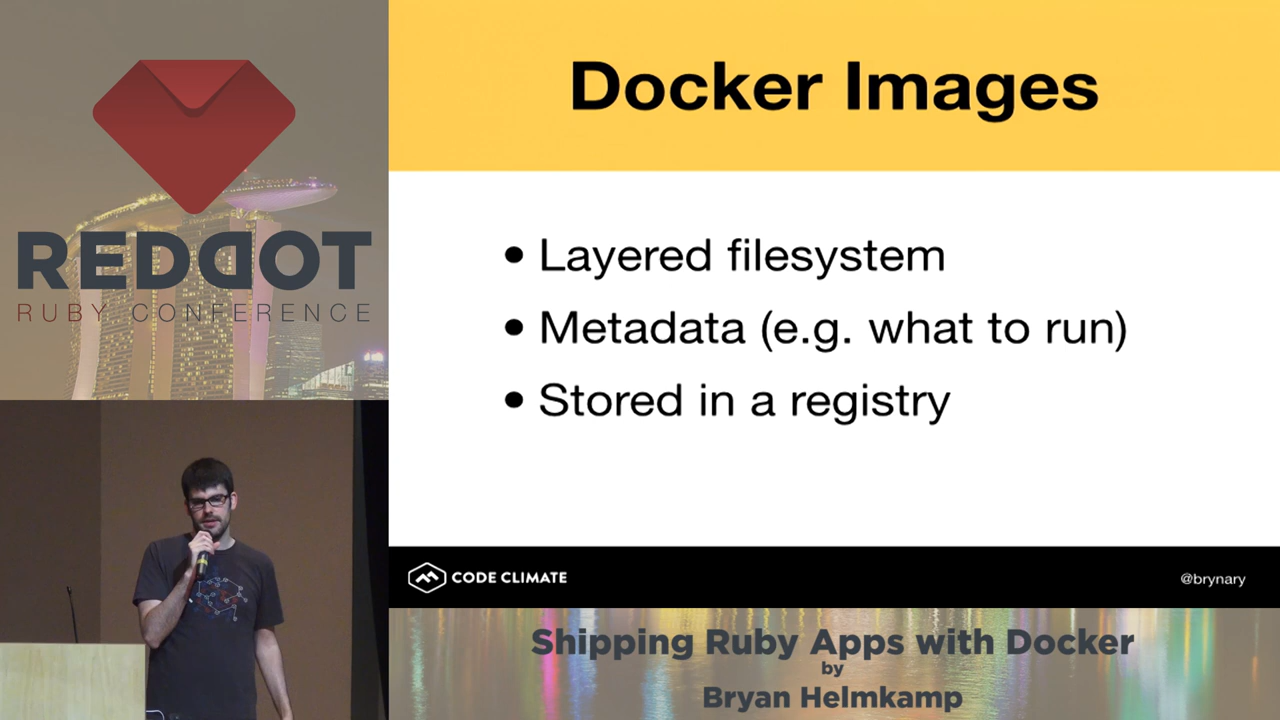 REDDOT
RUBY CONFERENCE
Docker Images
• Layered filesystem
• Metadata (e.g. what to run)
• Stored in a registry
CODE CLIMATE
@brynary
Shipping Ruby Apps with Docker
by
Bryan Helmkamp